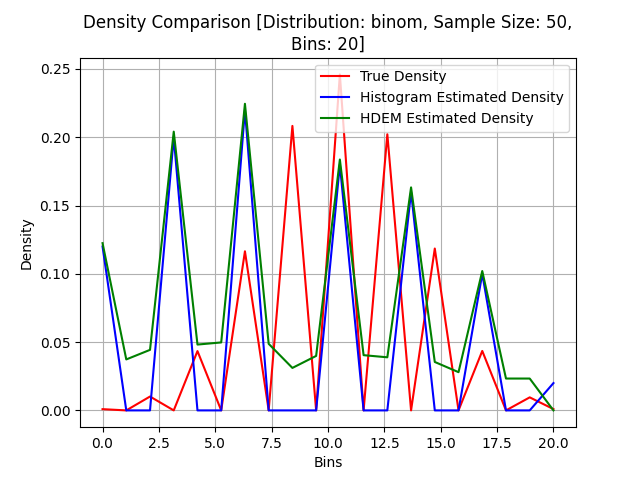 Density Comparison [Distribution: binom, Sample Size: 50,
Bins: 20]
True Density
Histogram Estimated Density
HDEM Estimated Density
Density
0.25
0.20
0.15
0.10
0.05
0.00
0.0 2.5 5.0 7.5 10.0 12.5 15.0 17.5 20.0
Bins